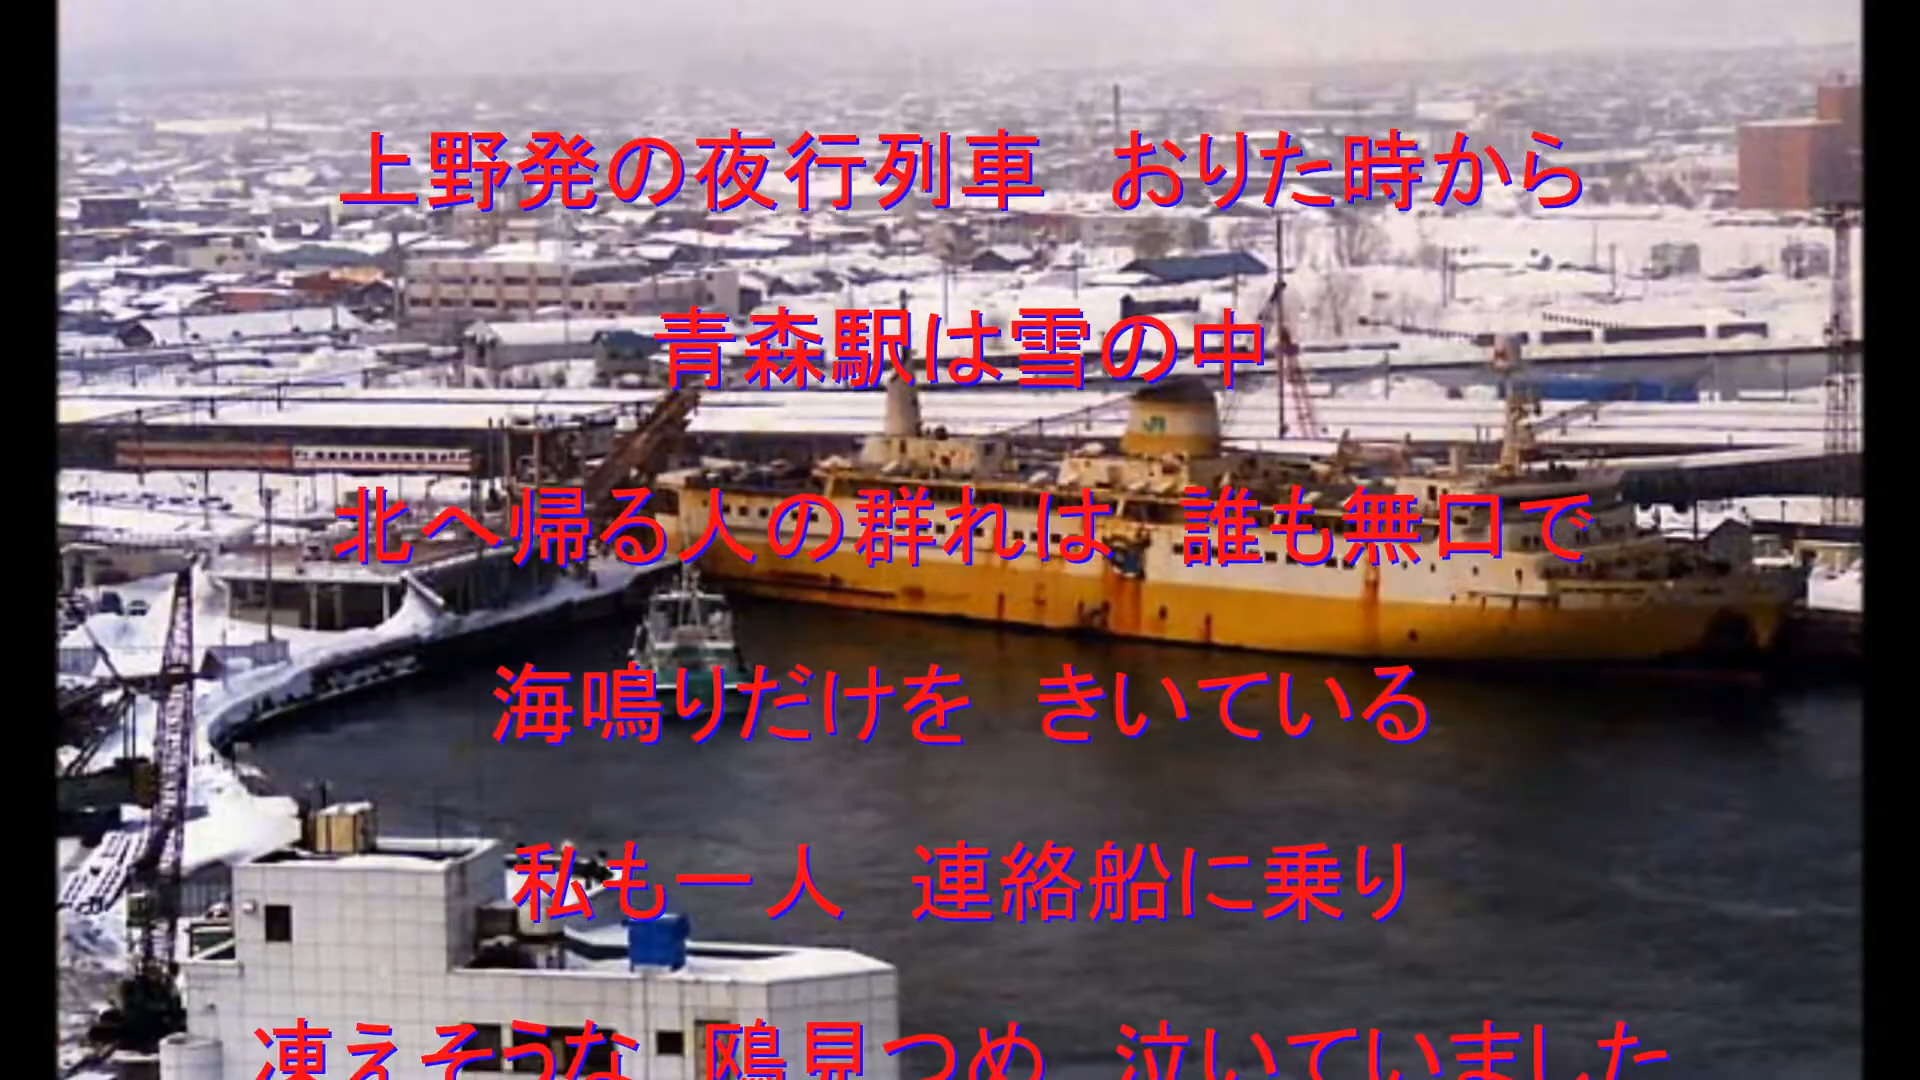 上野発の夜行列車　おりた時から
青森駅は雪の中
北へ帰る人の群れは　誰も無口で
JR
海鳴りだけを　きいている
私も一人　連絡船に乗り
凍えそうな　鴎見つめ　泣いていました